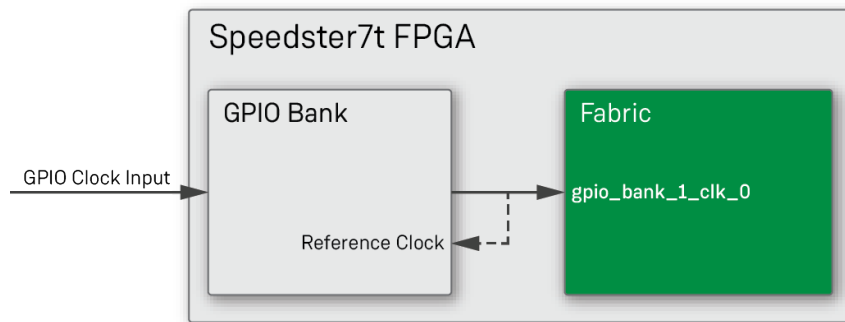 Speedster7t FPGA
GPIO Bank
Fabric
GPIO Clock Input
gpio_bank_1_clk_0
Reference Clock